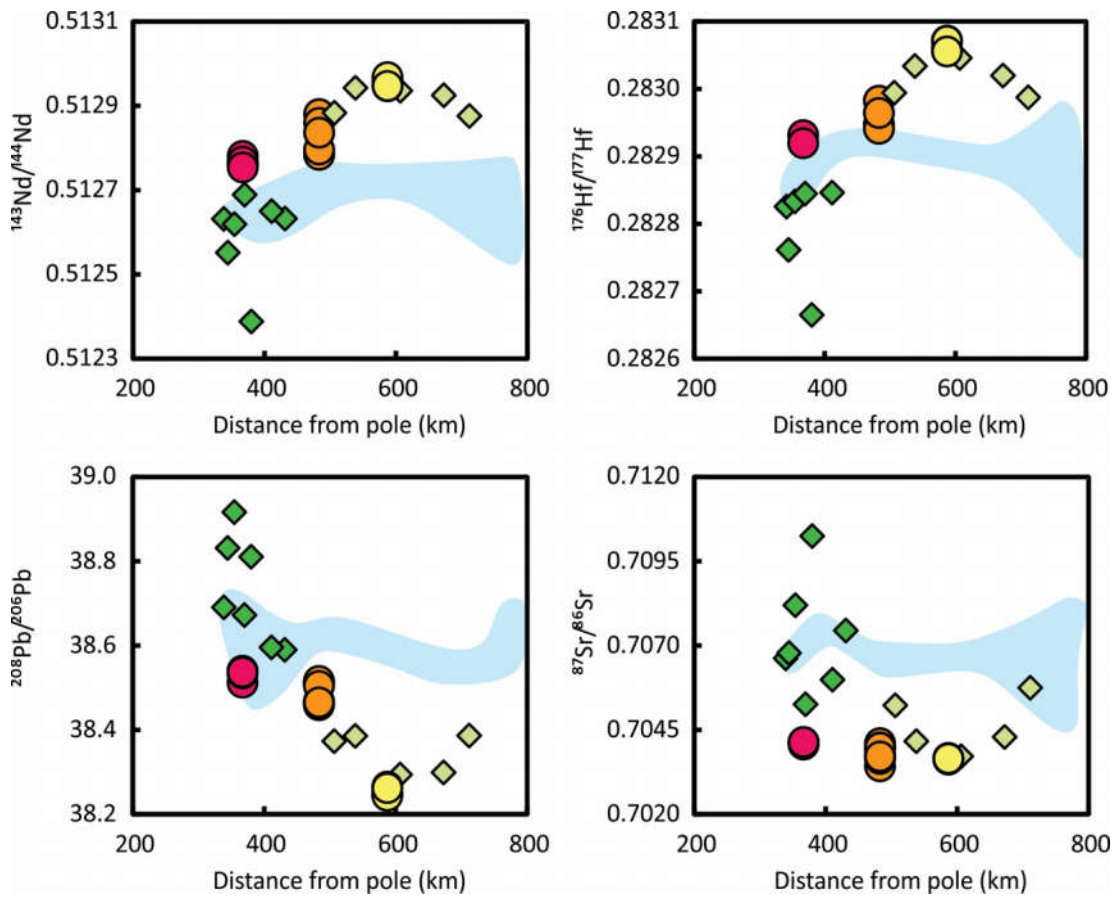 0.5131
0.5129
0.5127
0.5125
0.5123
¹⁴³Nd/¹⁴⁴Nd
200 400 600 800
Distance from pole (km)
0.2831
0.2830
0.2829
0.2828
0.2827
0.2826
¹⁷⁶Hf/¹⁷⁷Hf
200 400 600 800
Distance from pole (km)
39.0
38.8
38.6
38.4
38.2
²⁰⁸Pb/²⁰⁶Pb
200 400 600 800
Distance from pole (km)
0.7120
0.7095
0.7070
0.7045
0.7020
⁸⁷Sr/⁸⁶Sr
200 400 600 800
Distance from pole (km)